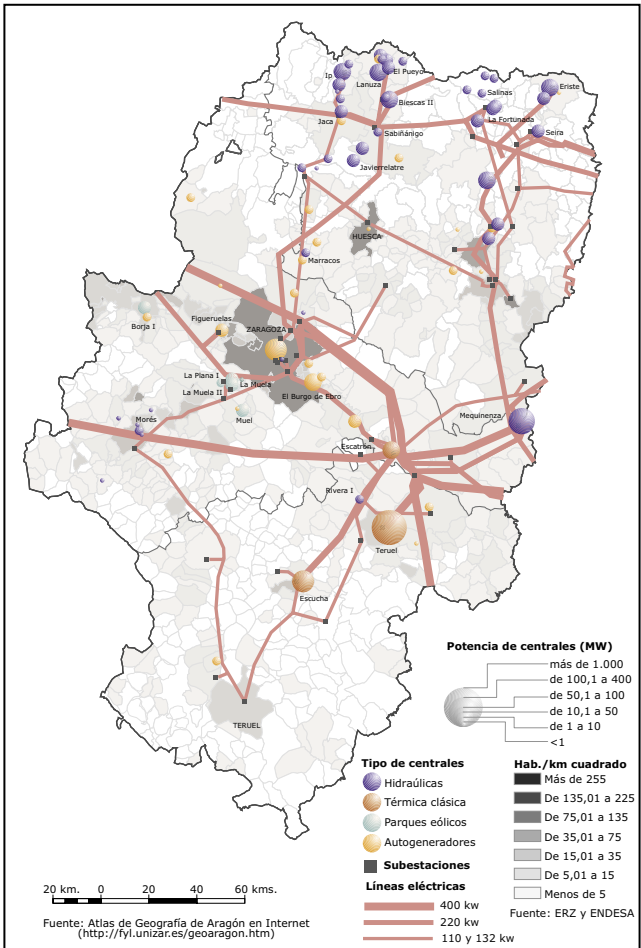 El Pueyo
Ip
Lanuza
Salinas
Eriste
Biescas II
La Fortunada
Jaca
Sabiñánigo
Seira
Javierrelatre
HUESCA
Marracos
Figueruelas
Borja I
ZARAGOZA
La Plana I
La Muela
La Muela II
El Burgo de Ebro
Muel
Morés
Mequinenza
Escatrón
Rivera I
Teruel
Escucha
TERUEL
Potencia de centrales (MW)
más de 1.000
de 100,1 a 400
de 50,1 a 100
de 10,1 a 50
de 1 a 10
<1
Tipo de centrales
Hidraúlicas
Térmica clásica
Parques eólicos
Autogeneradores
Subestaciones
Líneas eléctricas
400 kw
220 kw
110 y 132 kw
Hab./km cuadrado
Más de 255
De 135,01 a 225
De 75,01 a 135
De 35,01 a 75
De 15,01 a 35
De 5,01 a 15
Menos de 5
Fuente: ERZ y ENDESA
20 km. 0 20 40 60 kms.
Fuente: Atlas de Geografía de Aragón en Internet
(http://fyl.unizar.es/geoaragon.htm)